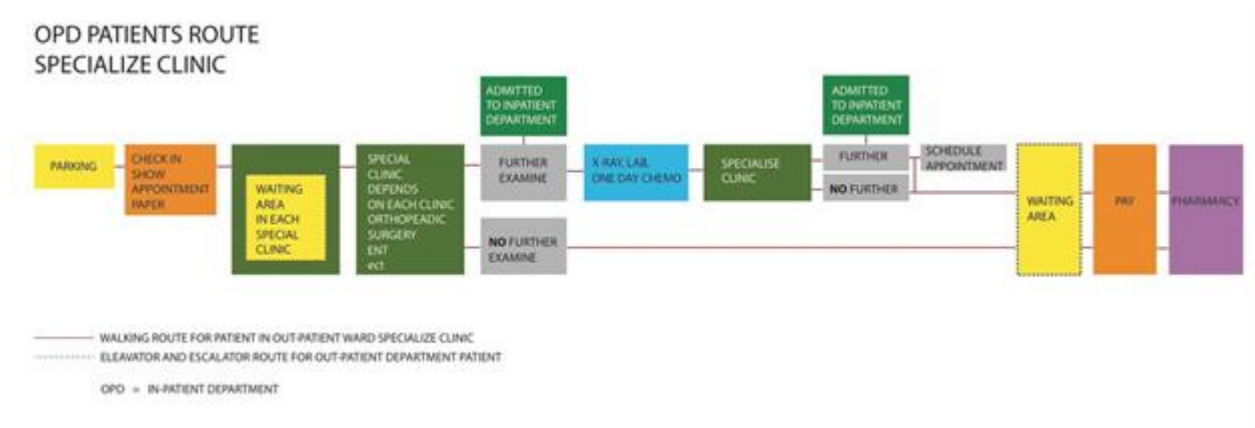 OPD PATIENTS ROUTE
SPECIALIZE CLINIC
PARKING
CHECK IN
SHOW
APPOINTMENT
PAPER
WAITING
AREA
IN EACH
SPECIAL
CLINIC
SPECIAL
CLINIC
DEPENDS
ON EACH CLINIC
ORTHOPEADIC
SURGERY
ENT
ect
ADMITTED
TO INPATIENT
DEPARTMENT
FURTHER
EXAMINE
NO FURTHER
EXAMINE
X-RAY, LAB,
ONE DAY CHEMO
SPECIALISE
CLINIC
ADMITTED
TO INPATIENT
DEPARTMENT
FURTHER
NO FURTHER
SCHEDULE
APPOINTMENT
WAITING
AREA
PAY
PHARMARCY
WALKING ROUTE FOR PATIENT IN OUT-PATIENT WARD SPECIALIZE CLINIC
ELEAVATOR AND ESCALATOR ROUTE FOR OUT-PATIENT DEPARTMENT PATIENT
OPD = IN-PATIENT DEPARTMENT